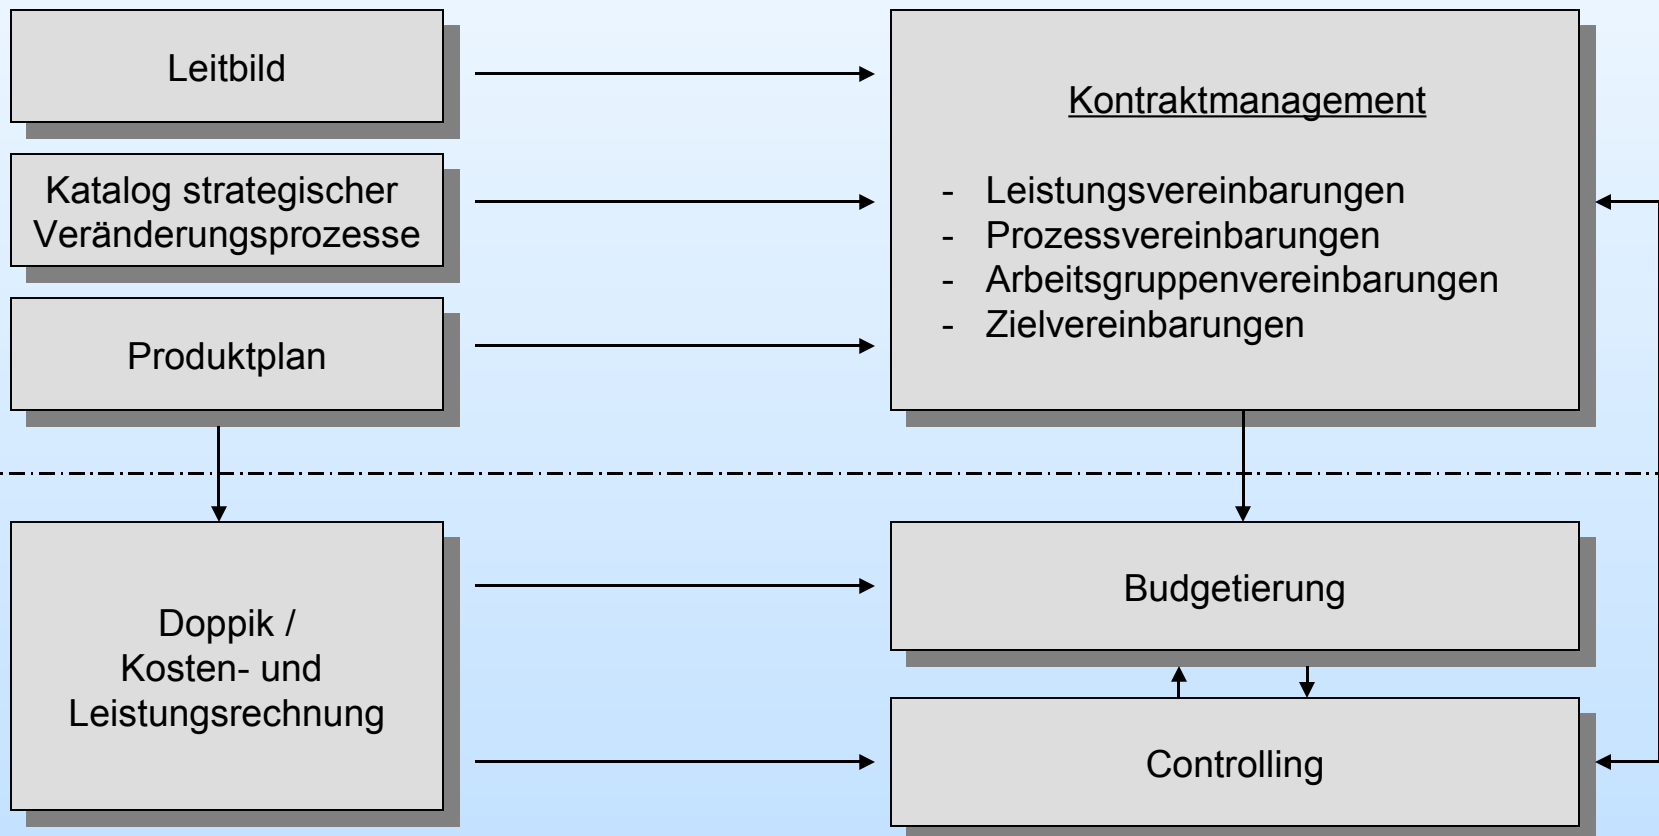 Leitbild
Katalog strategischer
Veränderungsprozesse
Produktplan
Kontraktmanagement
- Leistungsvereinbarungen
- Prozessvereinbarungen
- Arbeitsgruppenvereinbarungen
- Zielvereinbarungen
Doppik /
Kosten- und
Leistungsrechnung
Budgetierung
Controlling